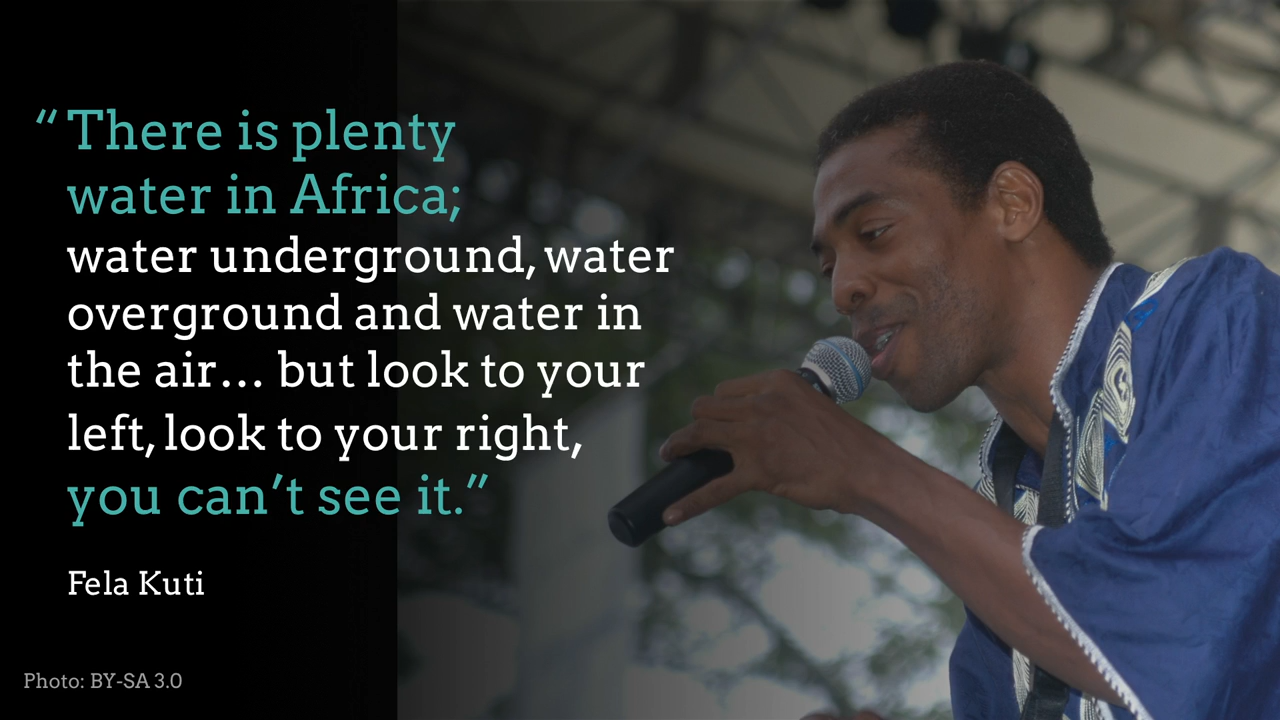 “There is plenty
water in Africa;
water underground, water
overground and water in
the air… but look to your
left, look to your right,
you can’t see it.”
Fela Kuti
Photo: BY-SA 3.0